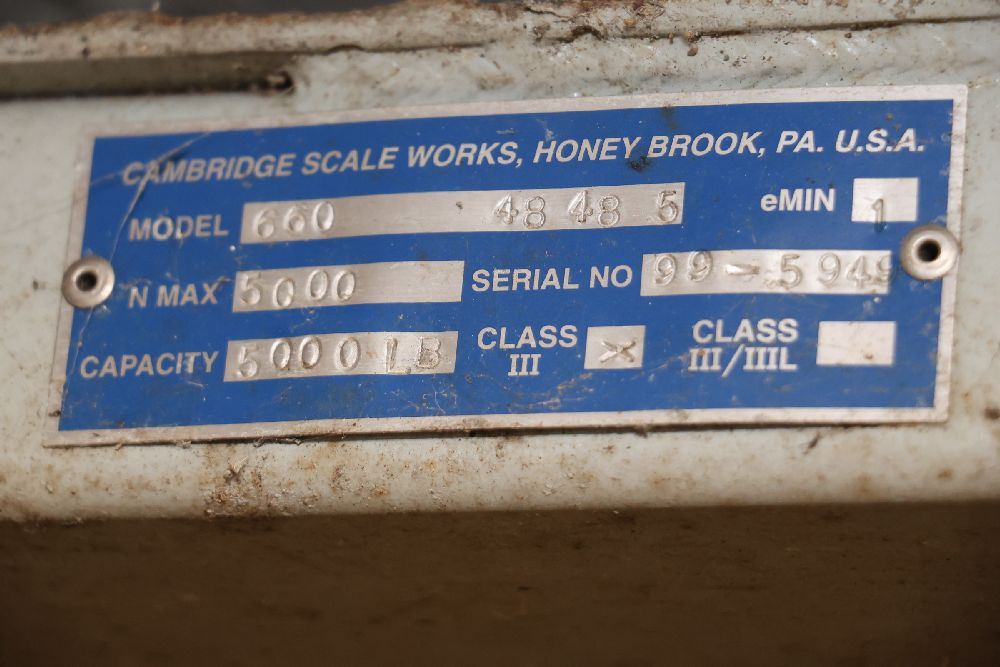 CAMBRIDGE SCALE WORKS, HONEY BROOK, PA. U.S.A.
MODEL 660 48 48 5 eMIN 1
N MAX 5000 SERIAL NO 99-5949
CAPACITY 5000 LB CLASS III X CLASS III/IIIL